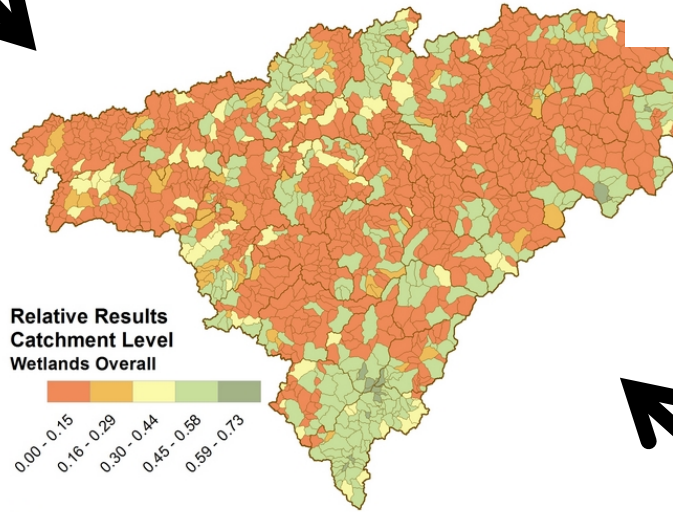 Relative Results
Catchment Level
Wetlands Overall
0.00 - 0.15
0.16 - 0.29
0.30 - 0.44
0.45 - 0.58
0.59 - 0.73